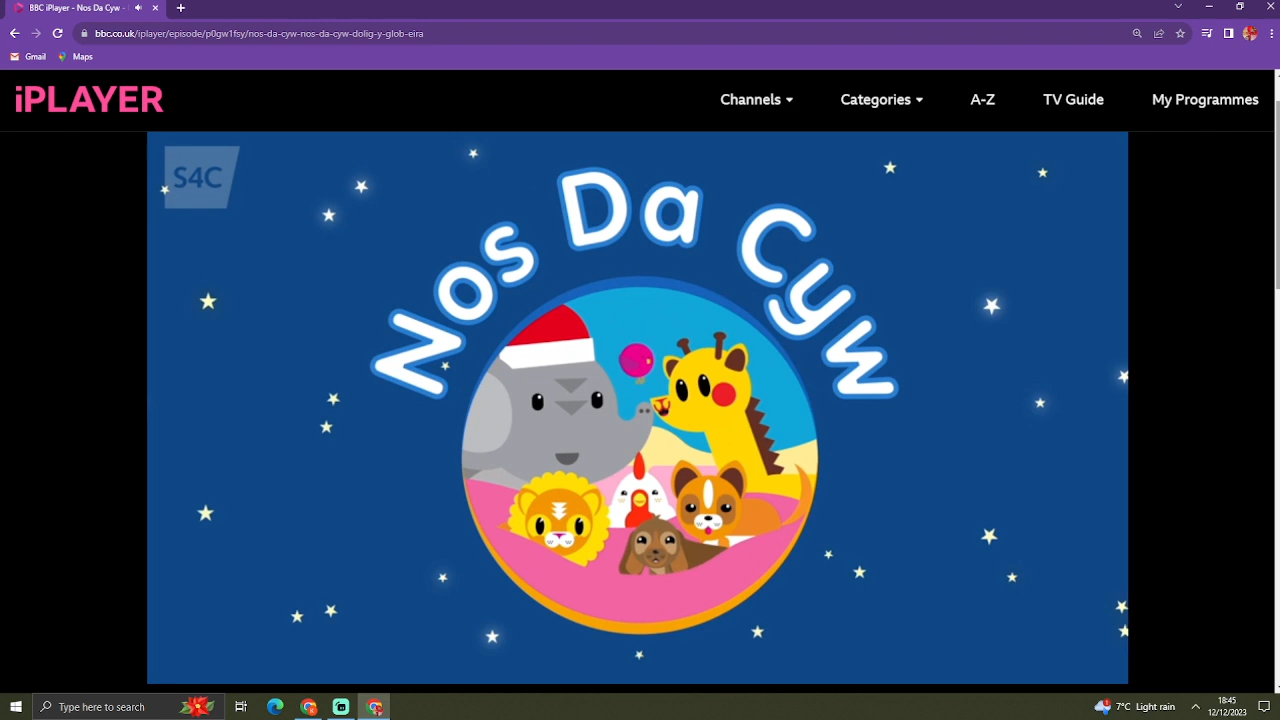 BBC iPlayer - Nos Da Cyw - 
bbc.co.uk/iplayer/episode/p0gw1fsy/nos-da-cyw-nos-da-cyw-dolig-y-glob-eira
Gmail Maps
iPLAYER
Channels Categories A-Z TV Guide My Programmes
S4C
Nos Da Cyw
Type here to search
7°C Light rain
18:45
12/12/2023